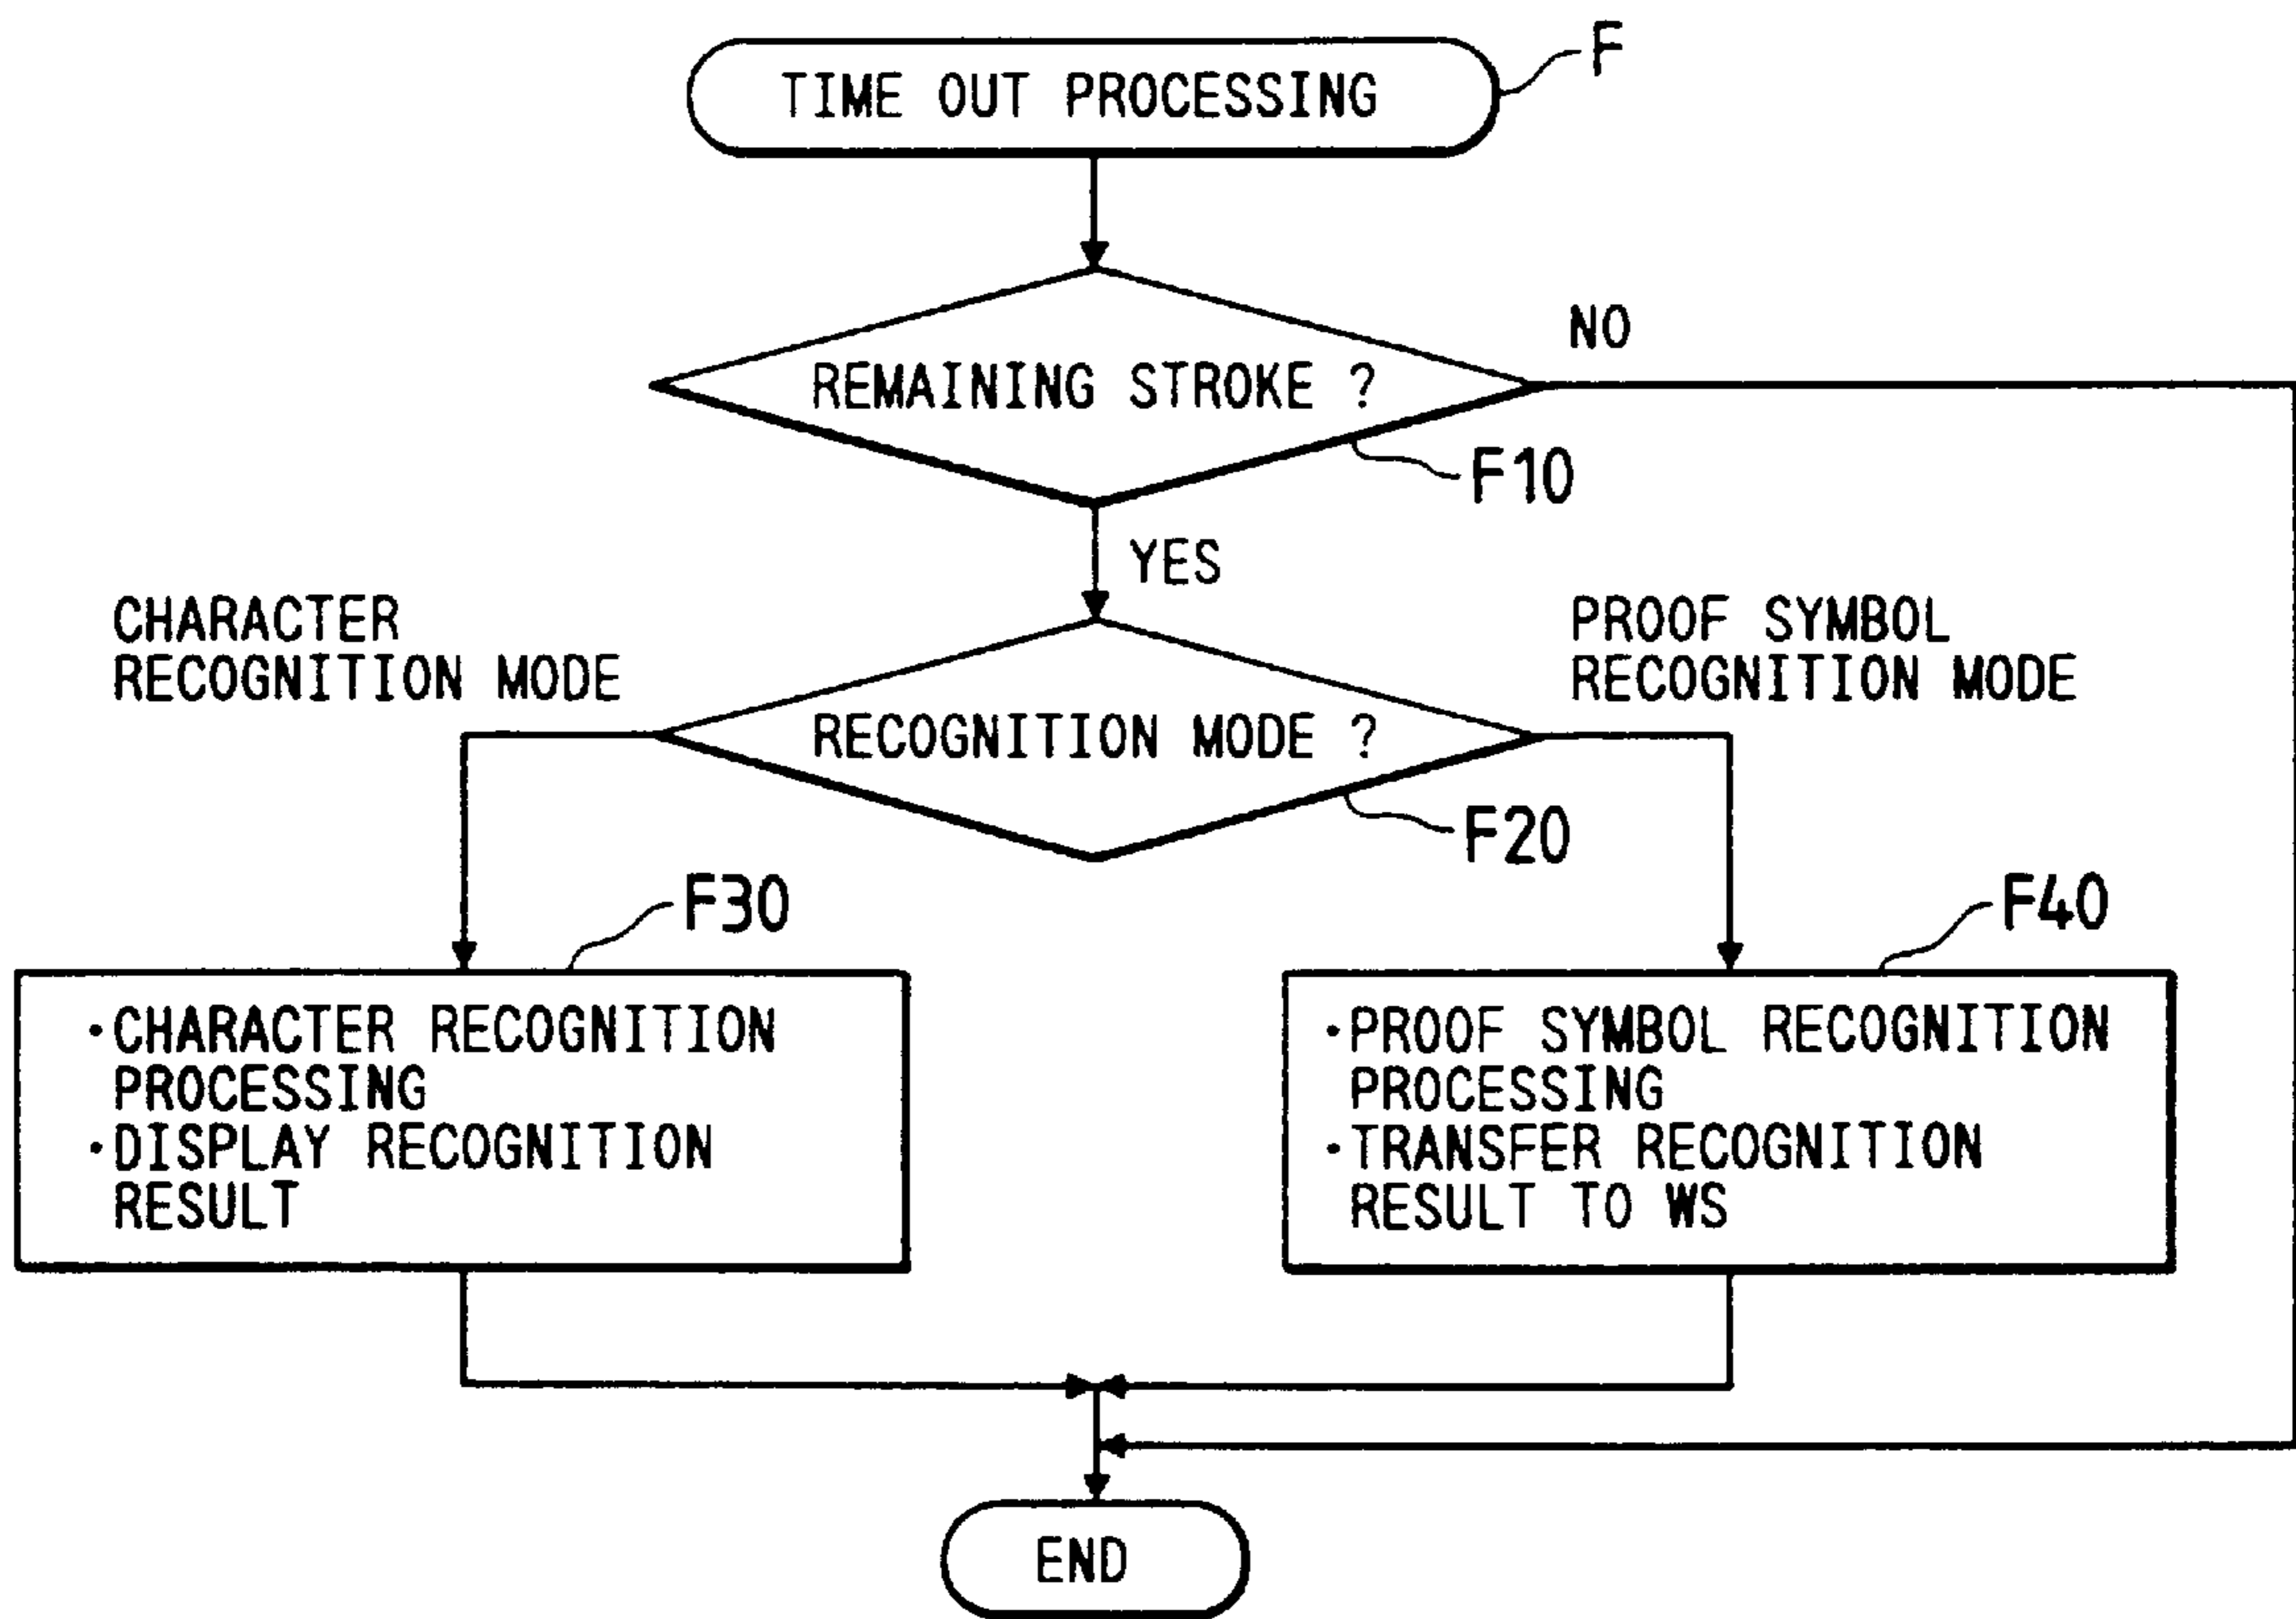 F
TIME OUT PROCESSING
NO
REMAINING STROKE ?
F10
YES
CHARACTER
RECOGNITION MODE
PROOF SYMBOL
RECOGNITION MODE
RECOGNITION MODE ?
F20
F30
F40
·CHARACTER RECOGNITION
PROCESSING
·DISPLAY RECOGNITION
RESULT
·PROOF SYMBOL RECOGNITION
PROCESSING
·TRANSFER RECOGNITION
RESULT TO WS
END